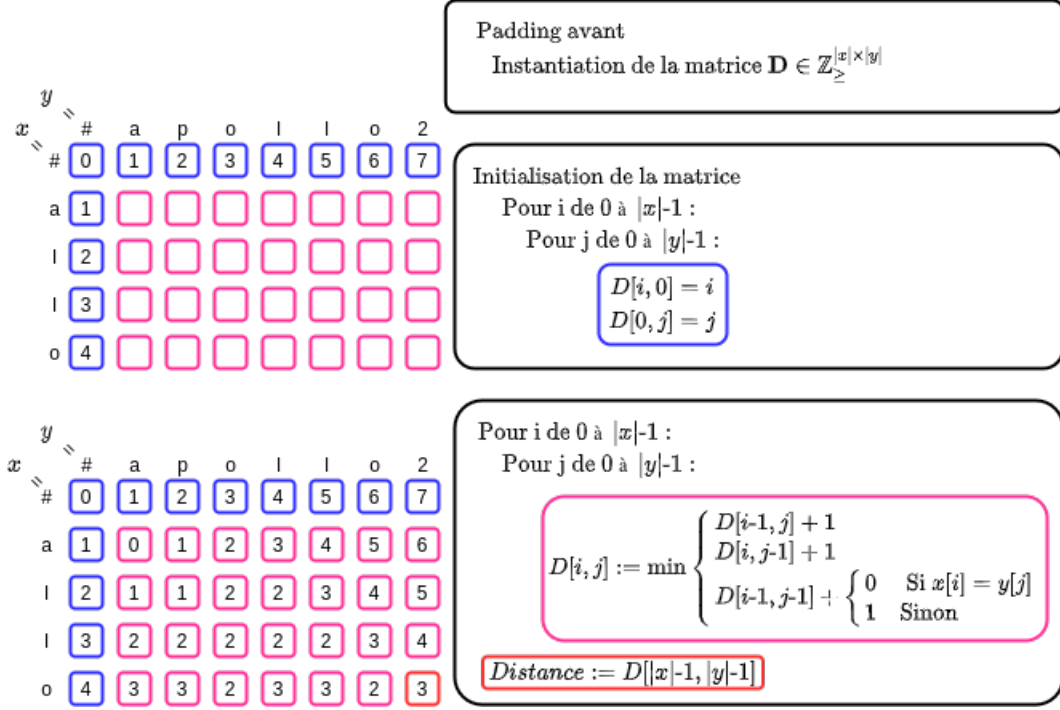 Padding avant
Instantiation de la matrice D ∈ ℤ≥^|x|×|y|
y
=
x # a p o l l o 2
=
# 0 1 2 3 4 5 6 7
a 1
l 2
l 3
o 4
Initialisation de la matrice
Pour i de 0 à |x|-1 :
Pour j de 0 à |y|-1 :
D[i, 0] = i
D[0, j] = j
y
=
x # a p o l l o 2
=
# 0 1 2 3 4 5 6 7
a 1 0 1 2 3 4 5 6
l 2 1 1 2 2 3 4 5
l 3 2 2 2 2 2 3 4
o 4 3 3 2 3 3 2 3
Pour i de 0 à |x|-1 :
Pour j de 0 à |y|-1 :
D[i-1, j] + 1
D[i, j-1] + 1
D[i, j] := min { D[i-1, j-1] + { 0 Si x[i] = y[j]
1 Sinon
Distance := D[|x|-1, |y|-1]